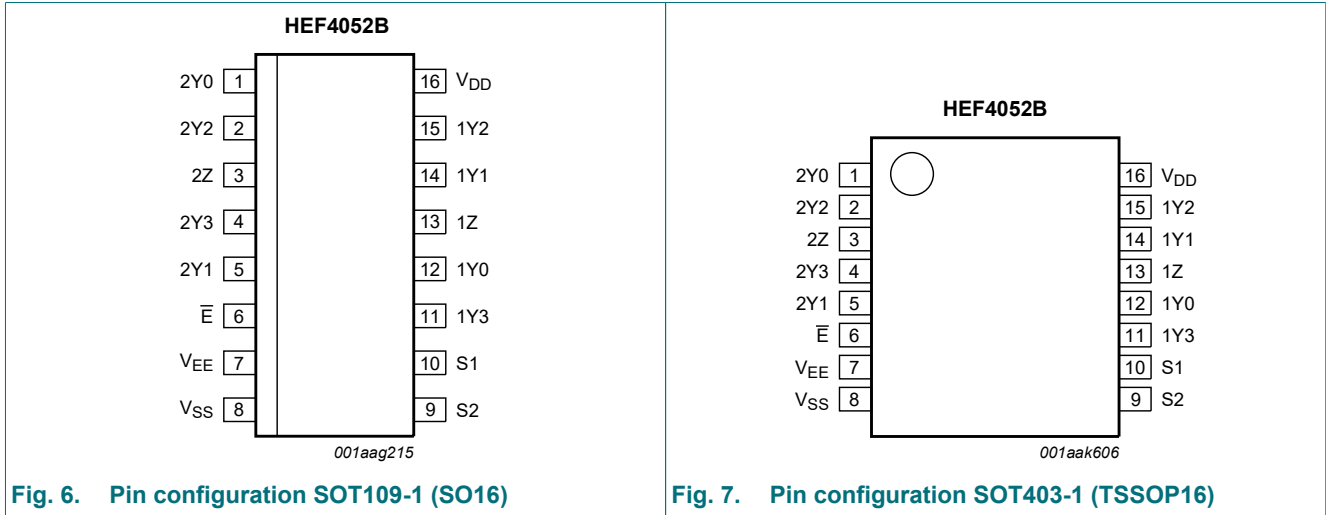 HEF4052B
2Y0 1 16 VDD
2Y2 2 15 1Y2
2Z 3 14 1Y1
2Y3 4 13 1Z
2Y1 5 12 1Y0
E̅ 6 11 1Y3
VEE 7 10 S1
VSS 8 9 S2
001aag215
Fig. 6. Pin configuration SOT109-1 (SO16)
HEF4052B
2Y0 1 16 VDD
2Y2 2 15 1Y2
2Z 3 14 1Y1
2Y3 4 13 1Z
2Y1 5 12 1Y0
E̅ 6 11 1Y3
VEE 7 10 S1
VSS 8 9 S2
001aak606
Fig. 7. Pin configuration SOT403-1 (TSSOP16)